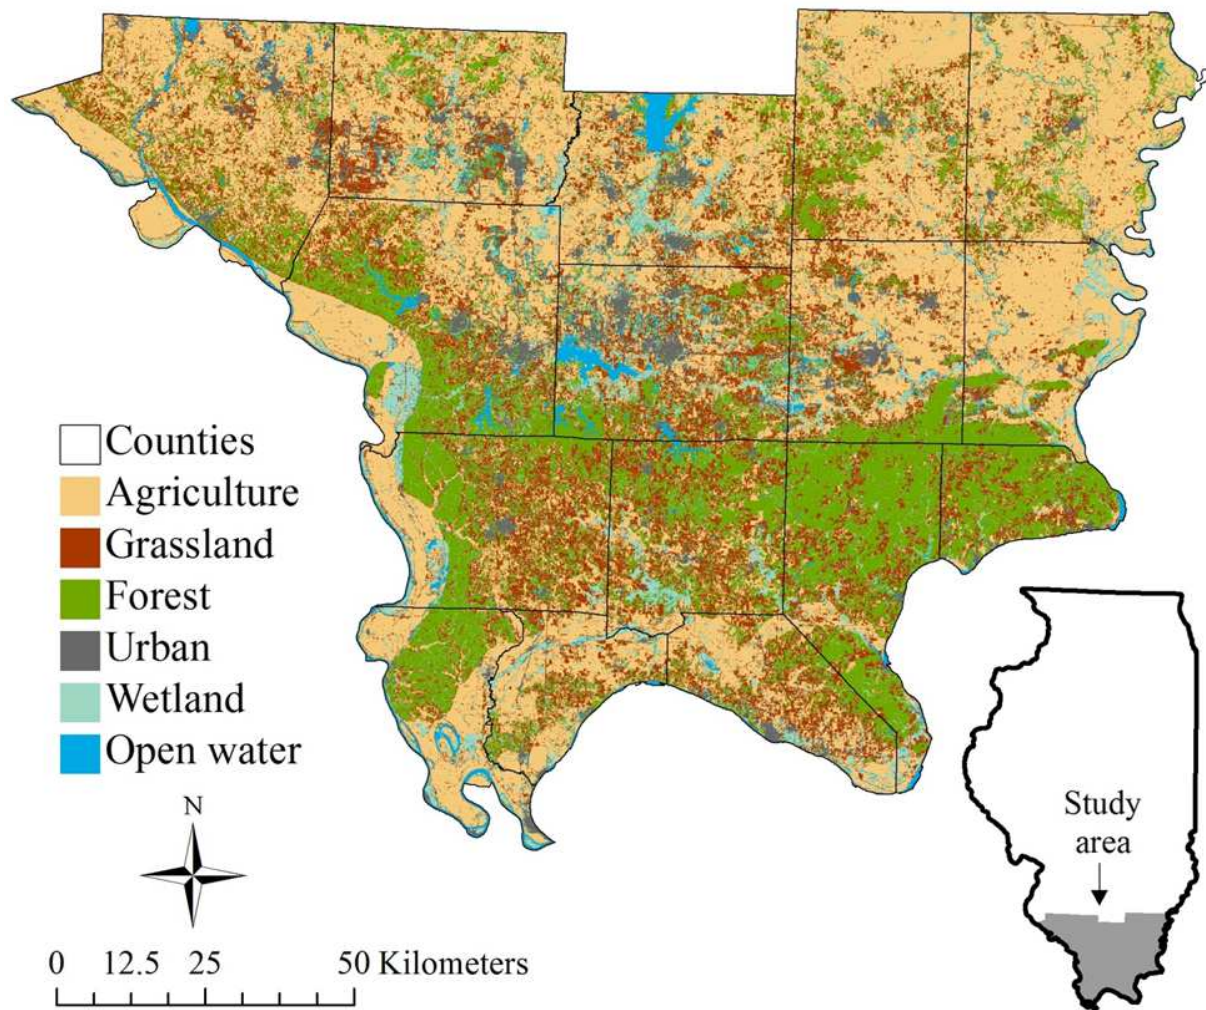 Counties
Agriculture
Grassland
Forest
Urban
Wetland
Open water
N
0 12.5 25 50 Kilometers
Study
area